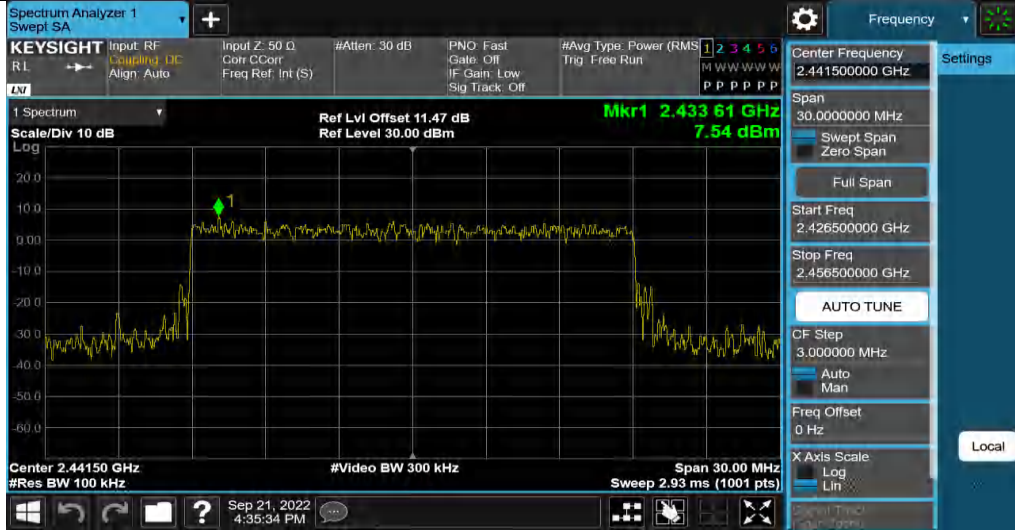 Spectrum Analyzer 1
Swept SA
+
Frequency
KEYSIGHT
RL
LXI
Input: RF
Coupling: DC
Align: Auto
Input Z: 50 Ω
Corr CCorr
Freq Ref: Int (S)
#Atten: 30 dB
PNO: Fast
Gate: Off
IF Gain: Low
Sig Track: Off
#Avg Type: Power (RMS
Trig: Free Run
1 2 3 4 5 6
M W W W W W
P P P P P P
Center Frequency
2.441500000 GHz
Settings
Span
30.0000000 MHz
Swept Span
Zero Span
Full Span
Start Freq
2.426500000 GHz
Stop Freq
2.456500000 GHz
AUTO TUNE
CF Step
3.000000 MHz
Auto
Man
Freq Offset
0 Hz
X Axis Scale
Log
Lin
Local
1 Spectrum
Scale/Div 10 dB
Log
Ref Lvl Offset 11.47 dB
Ref Level 30.00 dBm
Mkr1 2.433 61 GHz
7.54 dBm
1
20.0
10.0
0.00
-10.0
-20.0
-30.0
-40.0
-50.0
-60.0
Center 2.44150 GHz
#Res BW 100 kHz
#Video BW 300 kHz
Span 30.00 MHz
Sweep 2.93 ms (1001 pts)
?
Sep 21, 2022
4:35:34 PM